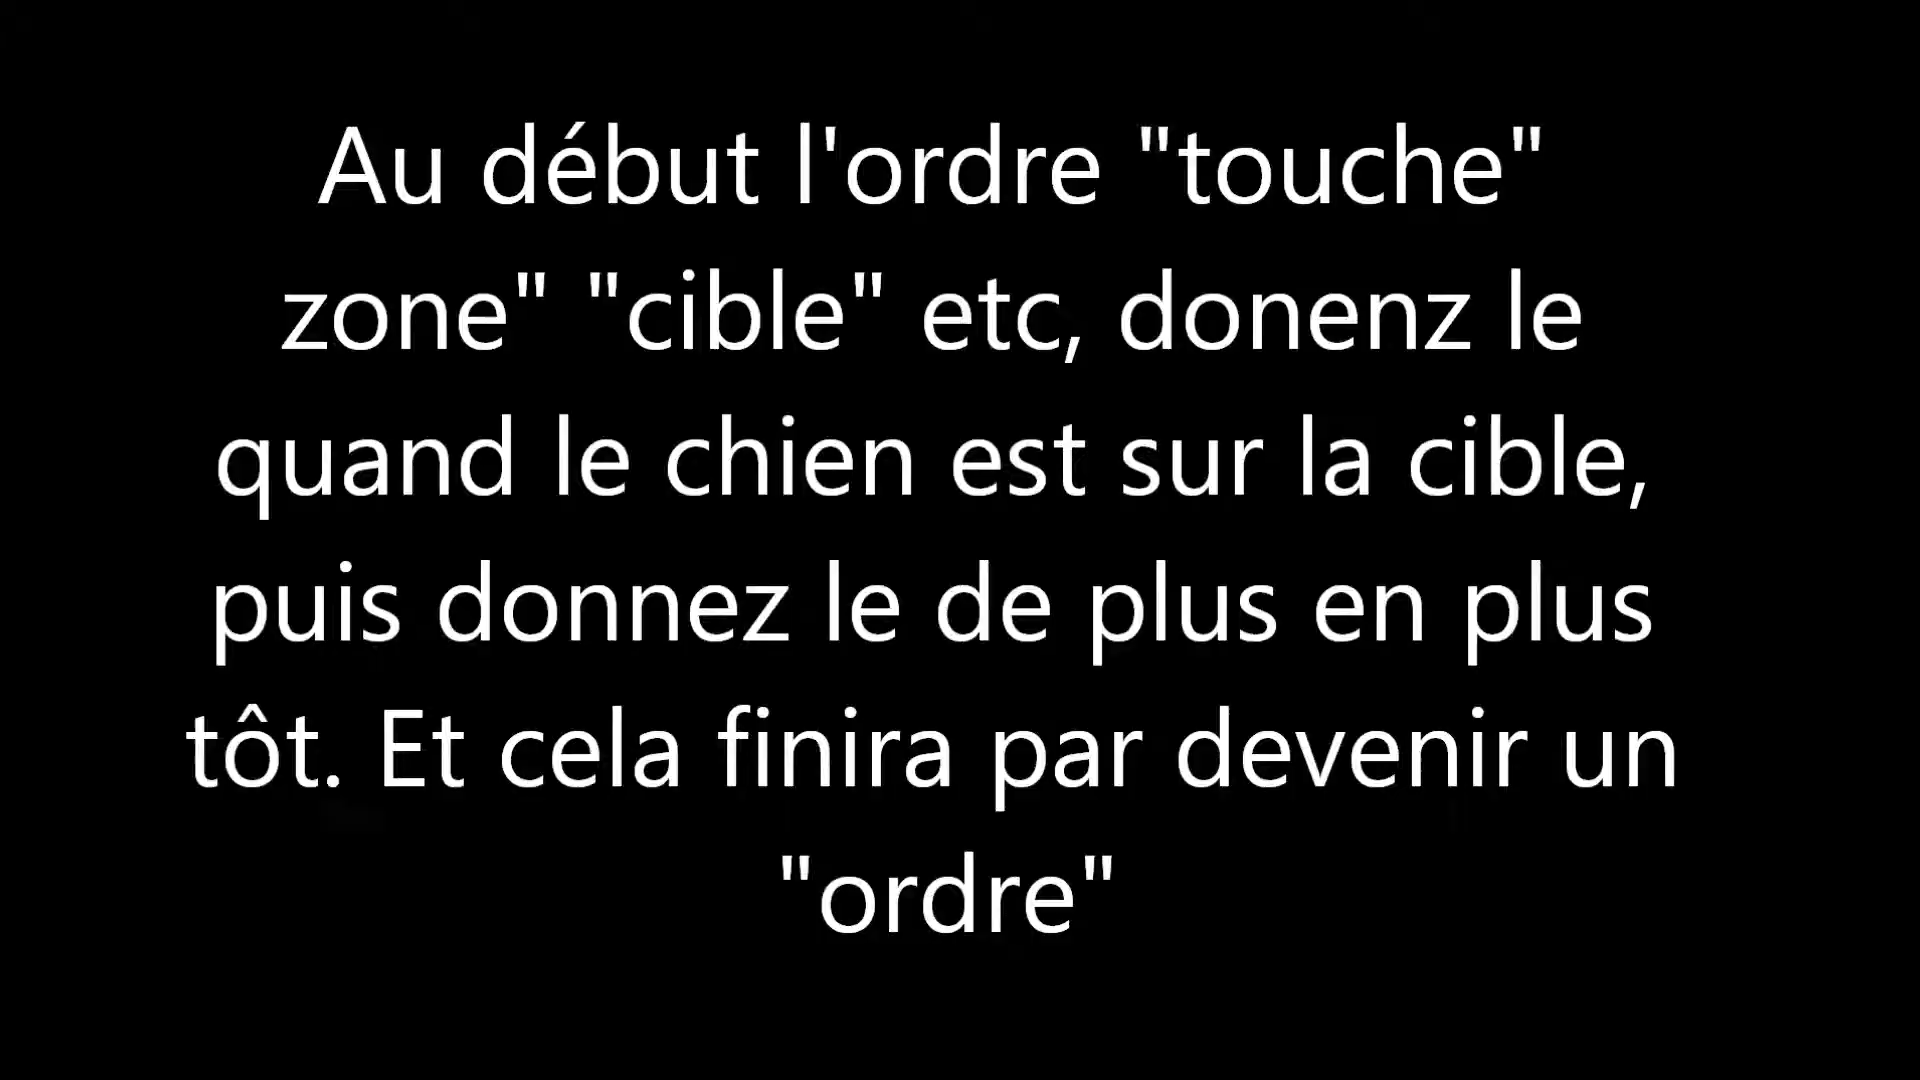 Au début l'ordre "touche"
zone" "cible" etc, donenz le
quand le chien est sur la cible,
puis donnez le de plus en plus
tôt. Et cela finira par devenir un
"ordre"